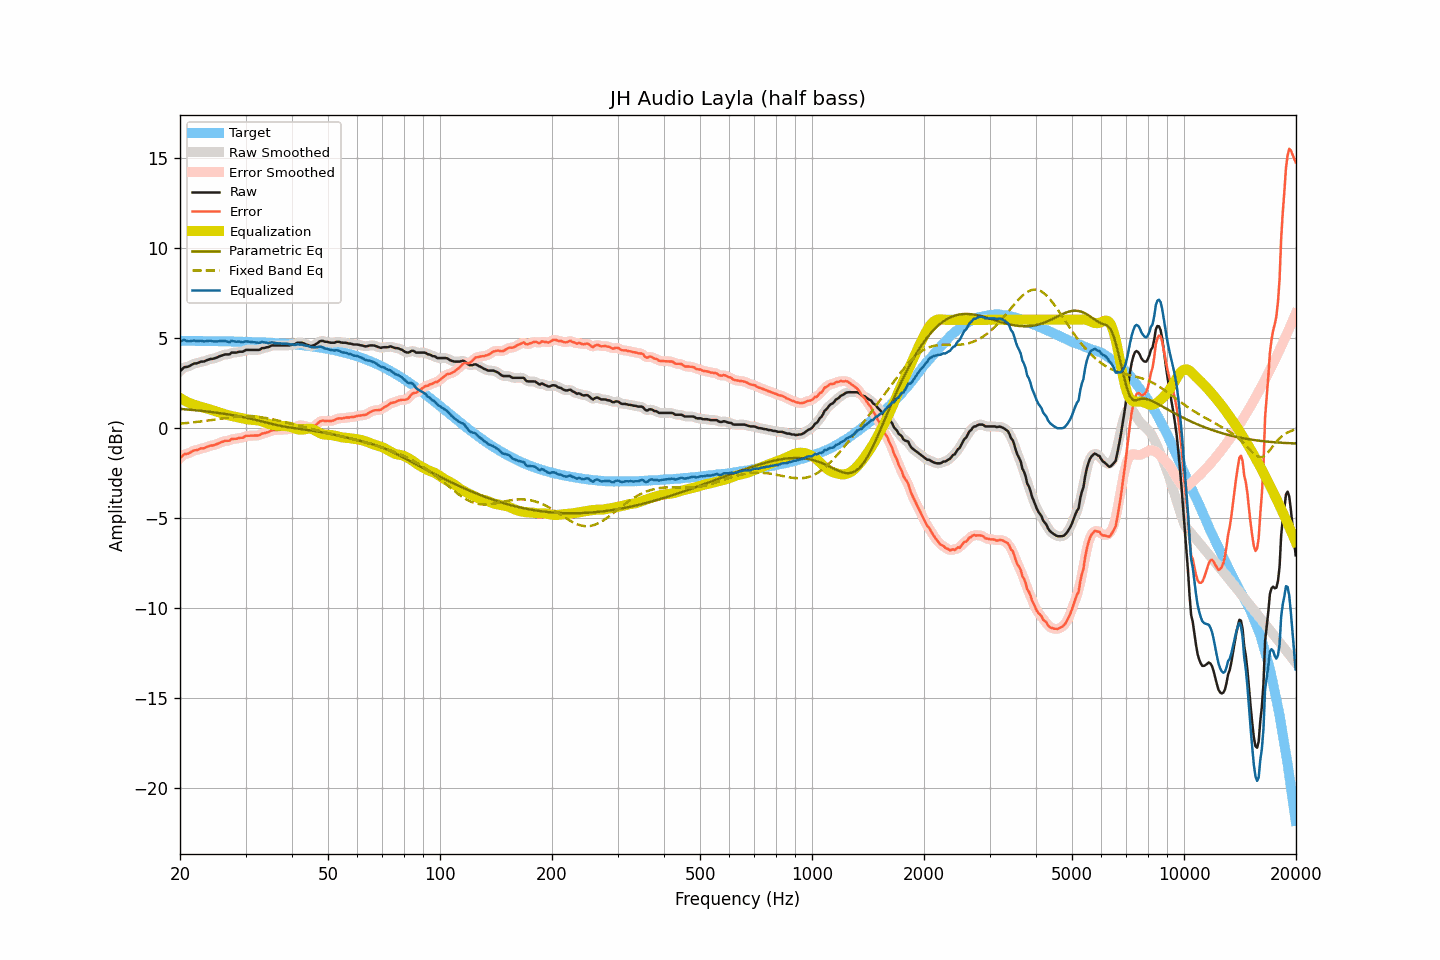 JH Audio Layla (half bass)
Target
Raw Smoothed
Error Smoothed
Raw
Error
Equalization
Parametric Eq
Fixed Band Eq
Equalized
15
10
5
0
−5
−10
−15
−20
Amplitude (dBr)
20 50 100 200 500 1000 2000 5000 10000 20000
Frequency (Hz)